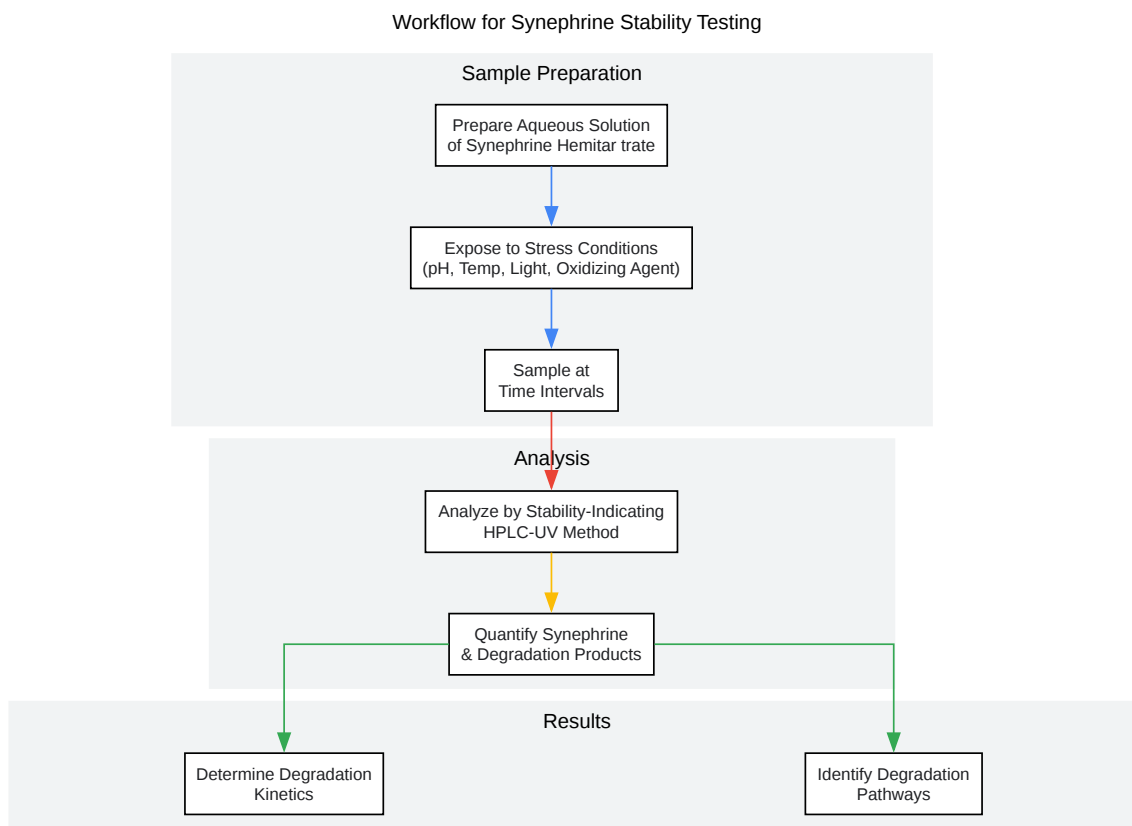 Workflow for Synephrine Stability Testing
Sample Preparation
Prepare Aqueous Solution
of Synephrine Hemitar trate
Expose to Stress Conditions
(pH, Temp, Light, Oxidizing Agent)
Sample at
Time Intervals
Analysis
Analyze by Stability-Indicating
HPLC-UV Method
Quantify Synephrine
& Degradation Products
Results
Determine Degradation
Kinetics
Identify Degradation
Pathways